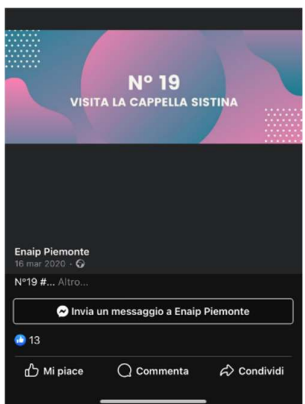 N° 19
VISITA LA CAPPELLA SISTINA
Enaip Piemonte
16 mar 2020 ·
N°19 #... Altro...
Invia un messaggio a Enaip Piemonte
13
Mi piace Commenta Condividi